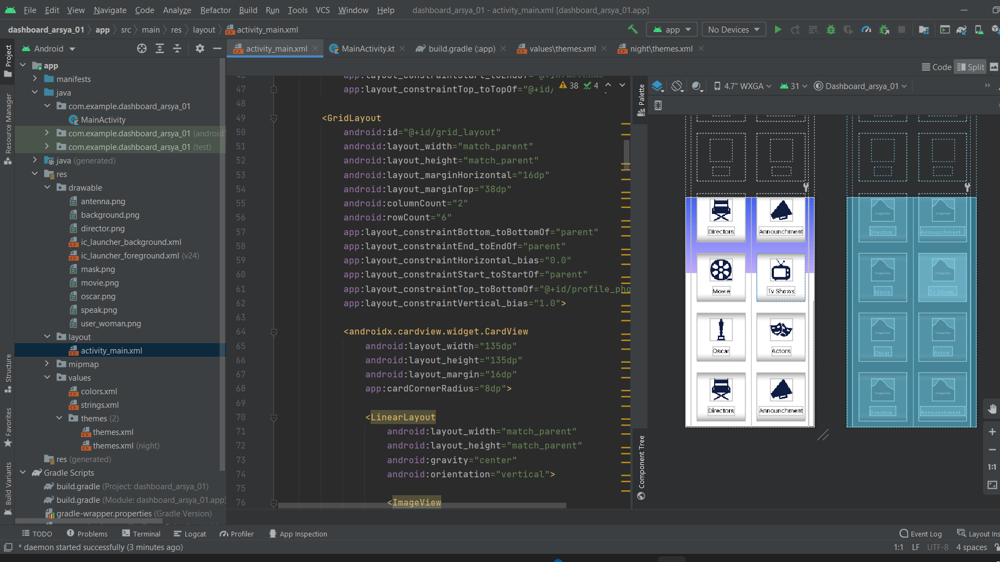 File Edit View Navigate Code Analyze Refactor Build Run Tools VCS Window Help dashboard_arsya_01 - activity_main.xml [dashboard_arsya_01.app]
dashboard_arsya_01 app src main res layout activity_main.xml app No Devices
Project
Resource Manager
Structure
Favorites
Build Variants
Android
app
manifests
java
com.example.dashboard_arsya_01
MainActivity
com.example.dashboard_arsya_01 (android
com.example.dashboard_arsya_01 (test)
java (generated)
res
drawable
antenna.png
background.png
director.png
ic_launcher_background.xml
ic_launcher_foreground.xml (v24)
mask.png
movie.png
oscar.png
speak.png
user_woman.png
layout
activity_main.xml
mipmap
values
colors.xml
strings.xml
themes (2)
themes.xml
themes.xml (night)
res (generated)
Gradle Scripts
build.gradle (Project: dashboard_arsya_01)
build.gradle (Module: dashboard_arsya_01.app)
gradle-wrapper.properties (Gradle Version)
activity_main.xml MainActivity.kt build.gradle (:app) values\themes.xml night\themes.xml
Code Split
38 4
47 app:layout_constraintTop_toTopOf="@+id/
48
49 <GridLayout
50 android:id="@+id/grid_layout"
51 android:layout_width="match_parent"
52 android:layout_height="match_parent"
53 android:layout_marginHorizontal="16dp"
54 android:layout_marginTop="38dp"
55 android:columnCount="2"
56 android:rowCount="6"
57 app:layout_constraintBottom_toBottomOf="parent"
58 app:layout_constraintEnd_toEndOf="parent"
59 app:layout_constraintHorizontal_bias="0.0"
60 app:layout_constraintStart_toStartOf="parent"
61 app:layout_constraintTop_toBottomOf="@+id/profile_pho
62 app:layout_constraintVertical_bias="1.0">
63
64 <androidx.cardview.widget.CardView
65 android:layout_width="135dp"
66 android:layout_height="135dp"
67 android:layout_margin="16dp"
68 app:cardCornerRadius="8dp">
69
70 <LinearLayout
71 android:layout_width="match_parent"
72 android:layout_height="match_parent"
73 android:gravity="center"
74 android:orientation="vertical">
75
76 <ImageView
Palette
Component Tree
4.7" WXGA 31 Dashboard_arsya_01
Directors Announchment
Movie Tv Shows
Oscar Actors
Directors Announchment
ImageView ImageView
Directors Announchment
ImageView ImageView
Movie Tv Shows
ImageView ImageView
Oscar Actors
ImageView ImageView
Directors Announchment
1:1
TODO Problems Terminal Logcat Profiler App Inspection Event Log Layout Ins
* daemon started successfully (3 minutes ago) 1:1 LF UTF-8 4 spaces